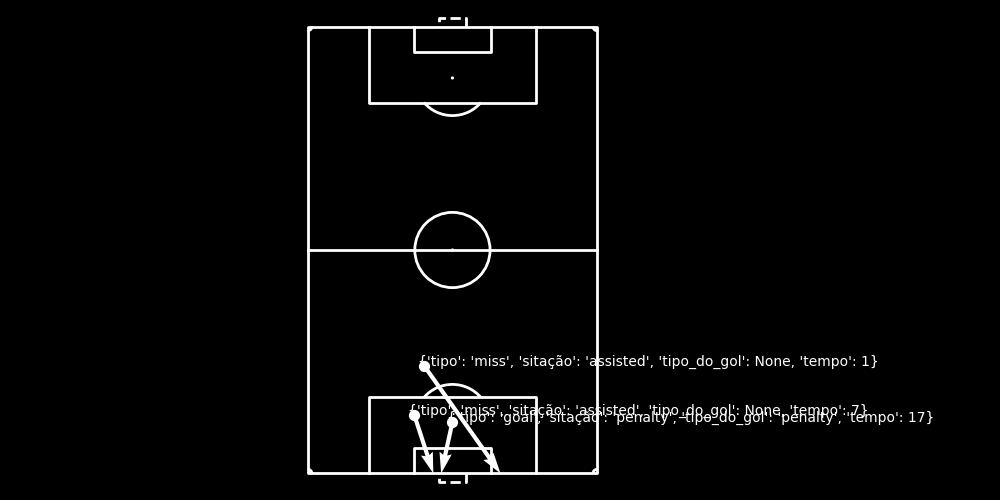 {'tipo': 'miss', 'sitação': 'assisted', 'tipo_do_gol': None, 'tempo': 1}
{'tipo': 'miss', 'sitação': 'assisted', 'tipo_do_gol': None, 'tempo': 7}
{'tipo': 'goal', 'sitação': 'penalty', 'tipo_do_gol': 'penalty', 'tempo': 17}